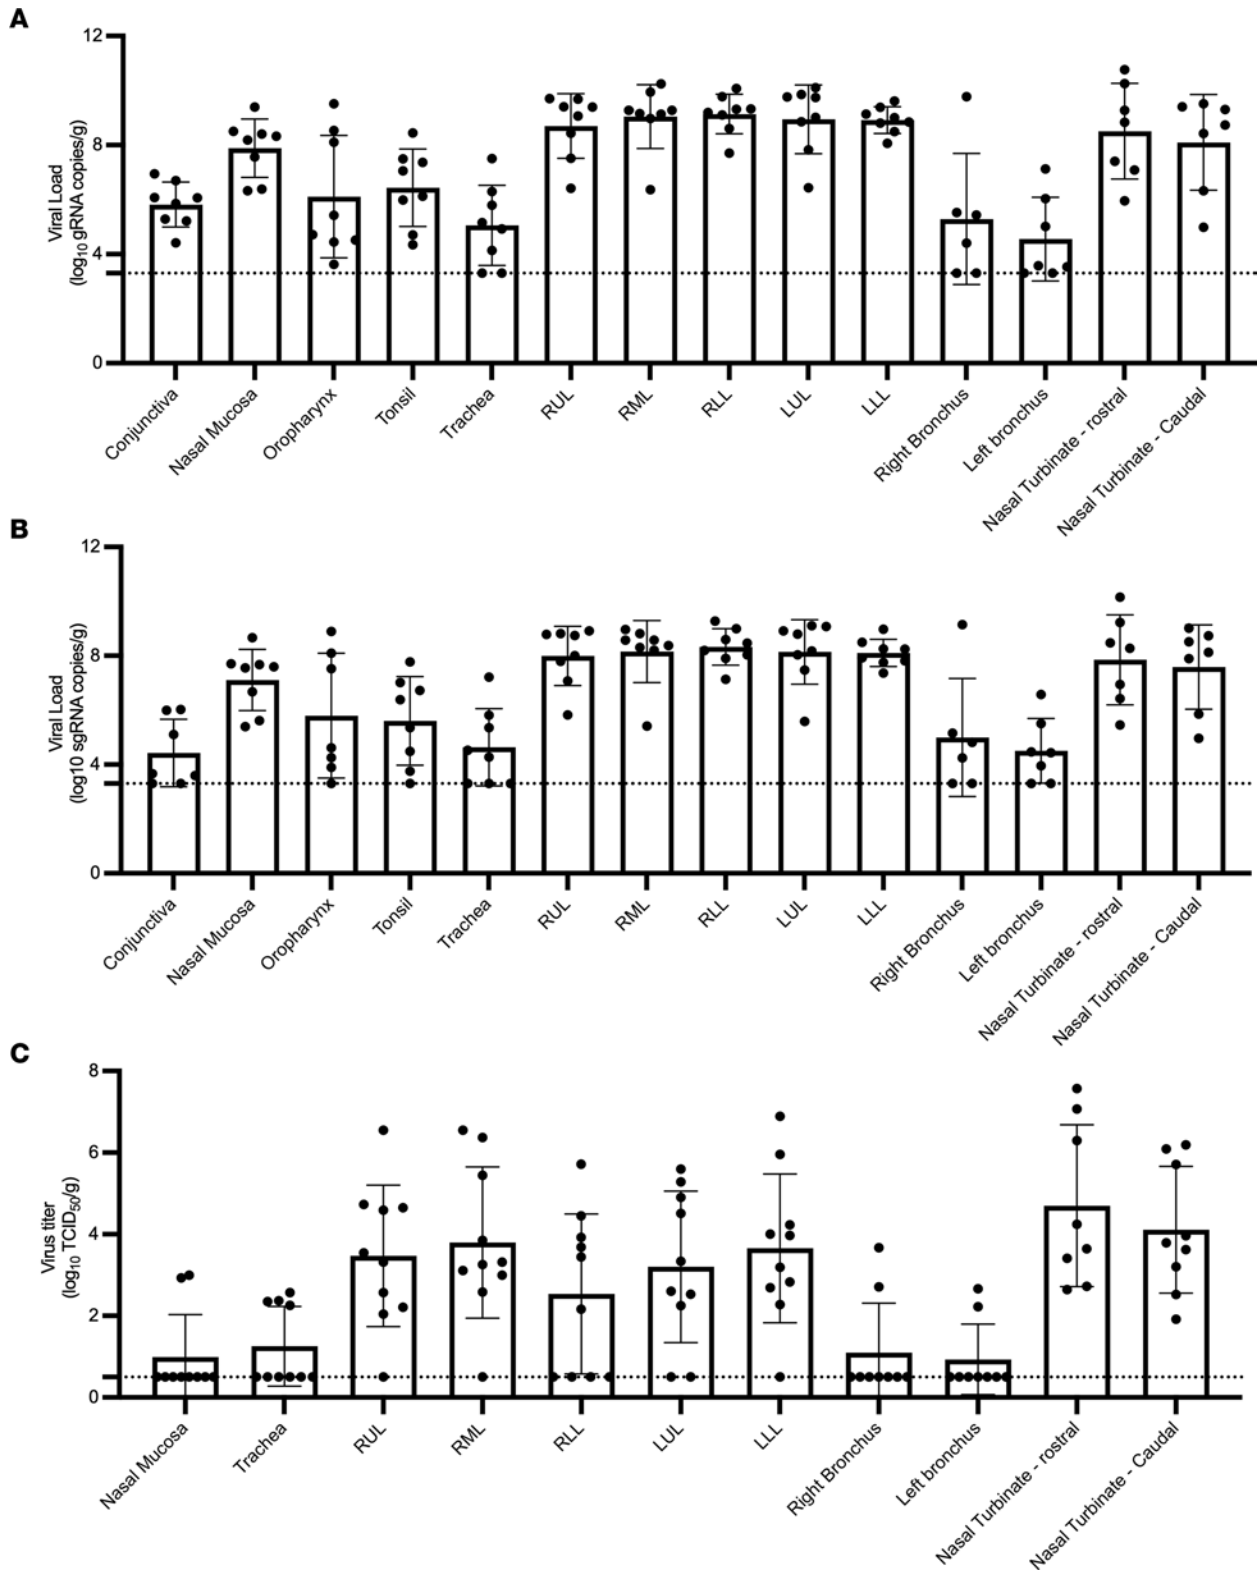 A
12
8
4
0
Viral Load
(log10 gRNA copies/g)
Conjunctiva
Nasal Mucosa
Oropharynx
Tonsil
Trachea
RUL
RML
RLL
LUL
LLL
Right Bronchus
Left bronchus
Nasal Turbinate - rostral
Nasal Turbinate - Caudal
B
12
8
4
0
Viral Load
(log10 sgRNA copies/g)
Conjunctiva
Nasal Mucosa
Oropharynx
Tonsil
Trachea
RUL
RML
RLL
LUL
LLL
Right Bronchus
Left bronchus
Nasal Turbinate - rostral
Nasal Turbinate - Caudal
C
8
6
4
2
0
Virus titer
(log10 TCID50/g)
Nasal Mucosa
Trachea
RUL
RML
RLL
LUL
LLL
Right Bronchus
Left bronchus
Nasal Turbinate - rostral
Nasal Turbinate - Caudal